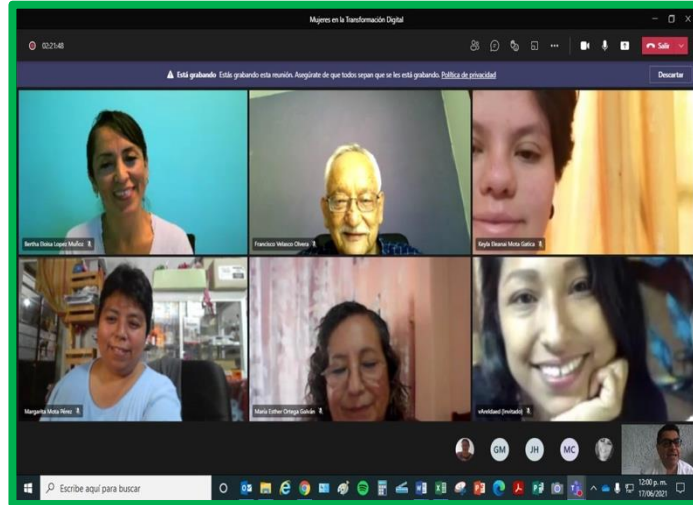 Mujeres en la Transformación Digital
02:21:48
Salir
Está grabando Estás grabando esta reunión. Asegúrate de que todos sepan que se les está grabando. Política de privacidad
Descartar
Bertha Eloisa Lopez Muñoz
Francisco Velasco Olvera
Keyla Eleanai Mota Gatica
Margarita Mota Pérez
María Esther Ortega Galván
(Invitado)
GM
JH
MC
Escribe aquí para buscar
12:00 p. m.
17/06/2021